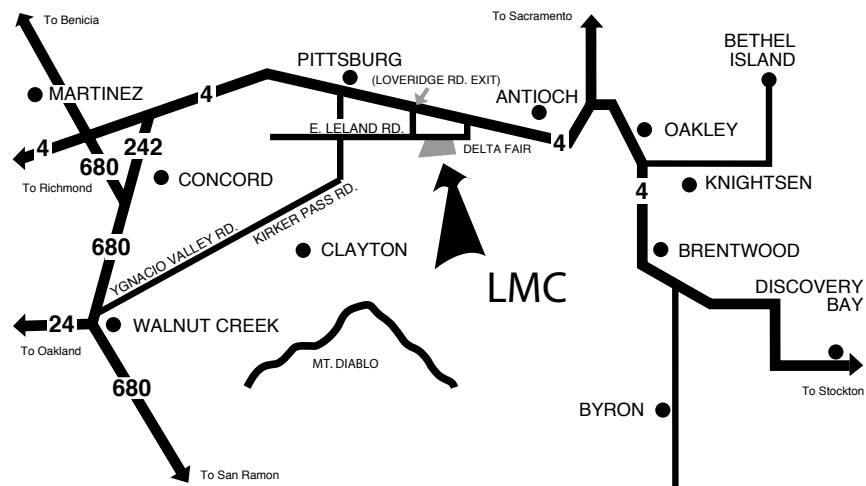 To Benicia
To Sacramento
BETHEL
ISLAND
PITTSBURG
(LOVERIDGE RD. EXIT)
MARTINEZ
4
ANTIOCH
E. LELAND RD.
OAKLEY
4
242
680
4
DELTA FAIR
To Richmond
CONCORD
KNIGHTSEN
4
YGNACIO VALLEY RD.
KIRKER PASS RD.
680
CLAYTON
BRENTWOOD
LMC
DISCOVERY
BAY
24
WALNUT CREEK
To Oakland
MT. DIABLO
680
To Stockton
BYRON
To San Ramon